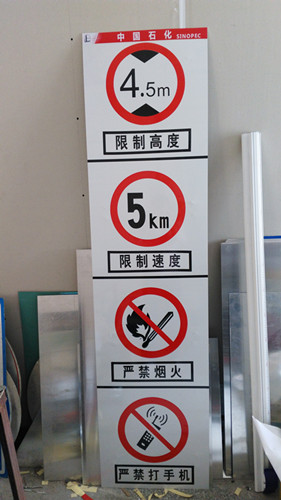 中国石化 SINOPEC
4.5m
限制高度
5km
限制速度
严禁烟火
严禁打手机